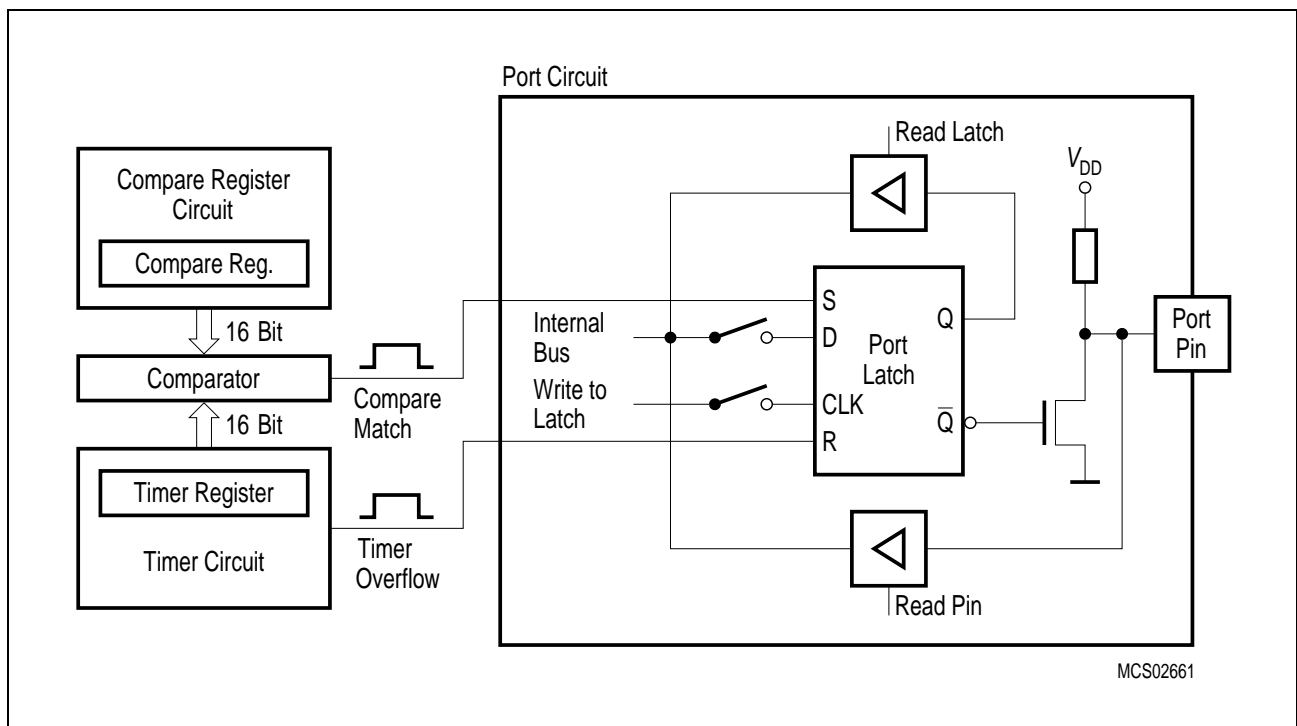 Port Circuit
Read Latch
V_DD
Compare Register
Circuit
Compare Reg.
16 Bit
Comparator
16 Bit
Timer Register
Timer Circuit
Compare
Match
Timer
Overflow
Internal
Bus
Write to
Latch
S
D
CLK
R
Port
Latch
Q
Q̅
Port
Pin
Read Pin
MCS02661